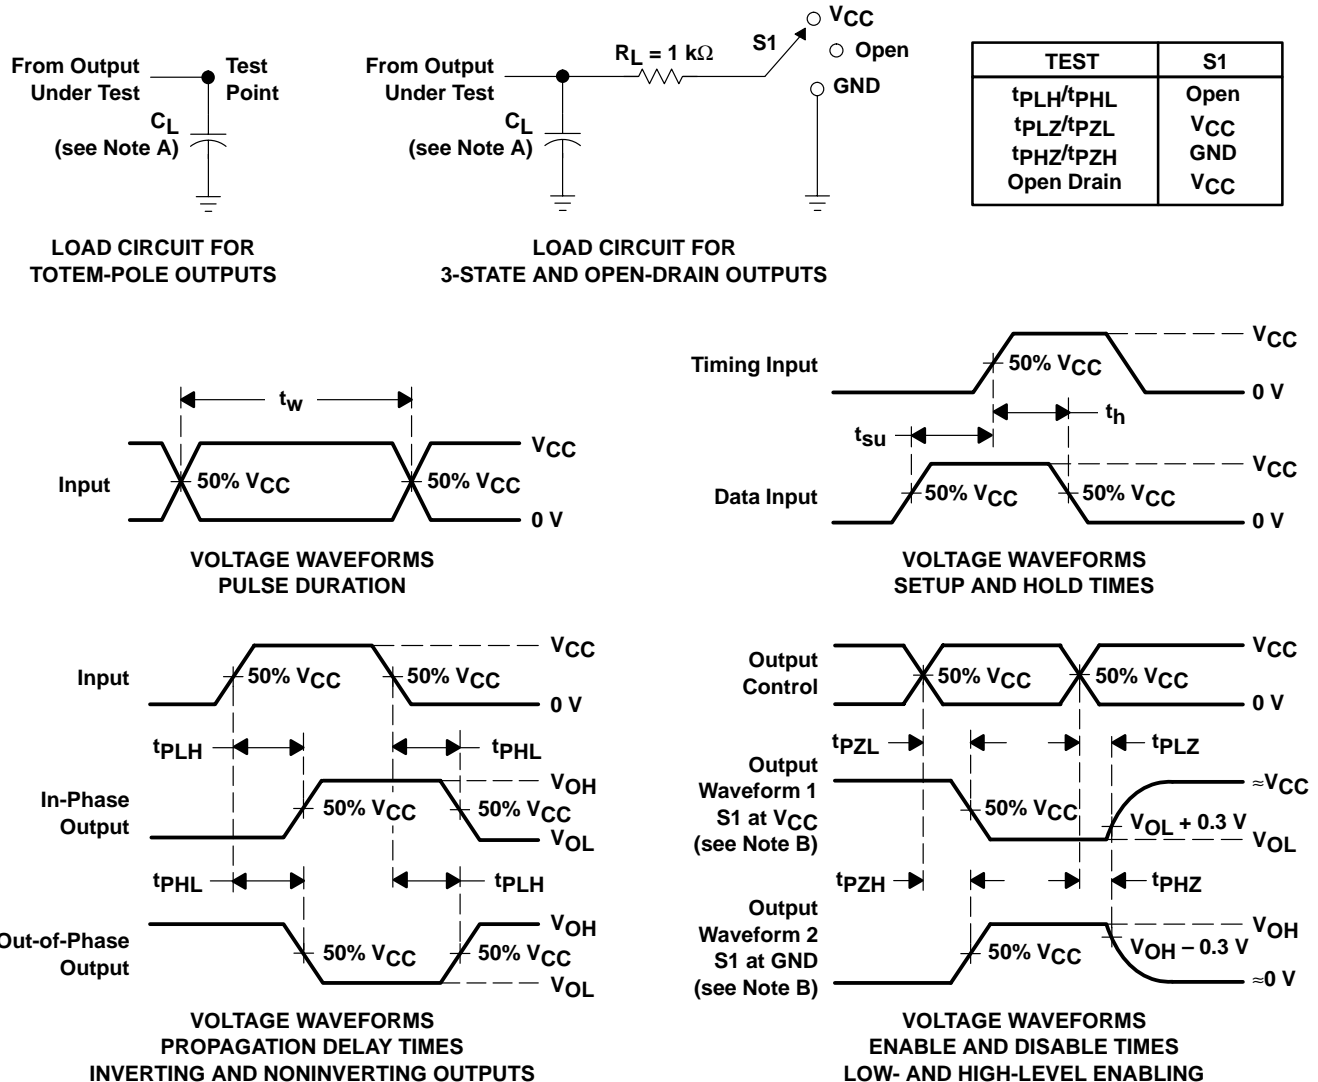 From Output
Under Test
Test
Point
CL
(see Note A)
LOAD CIRCUIT FOR
TOTEM-POLE OUTPUTS
From Output
Under Test
RL = 1 kΩ
S1
VCC
Open
GND
CL
(see Note A)
LOAD CIRCUIT FOR
3-STATE AND OPEN-DRAIN OUTPUTS
TEST S1
tPLH/tPHL Open
tPLZ/tPZL VCC
tPHZ/tPZH GND
Open Drain VCC
tw
Input
50% VCC
50% VCC
VCC
0 V
VOLTAGE WAVEFORMS
PULSE DURATION
Timing Input
50% VCC
VCC
0 V
tsu
th
Data Input
50% VCC
50% VCC
VCC
0 V
VOLTAGE WAVEFORMS
SETUP AND HOLD TIMES
Input
50% VCC
50% VCC
VCC
0 V
tPLH
tPHL
In-Phase
Output
50% VCC
50% VCC
VOH
VOL
tPHL
tPLH
Out-of-Phase
Output
50% VCC
50% VCC
VOH
VOL
VOLTAGE WAVEFORMS
PROPAGATION DELAY TIMES
INVERTING AND NONINVERTING OUTPUTS
Output
Control
50% VCC
50% VCC
VCC
0 V
tPZL
tPLZ
Output
Waveform 1
S1 at VCC
(see Note B)
50% VCC
VOL + 0.3 V
≈VCC
VOL
tPZH
tPHZ
Output
Waveform 2
S1 at GND
(see Note B)
50% VCC
VOH − 0.3 V
VOH
≈0 V
VOLTAGE WAVEFORMS
ENABLE AND DISABLE TIMES
LOW- AND HIGH-LEVEL ENABLING